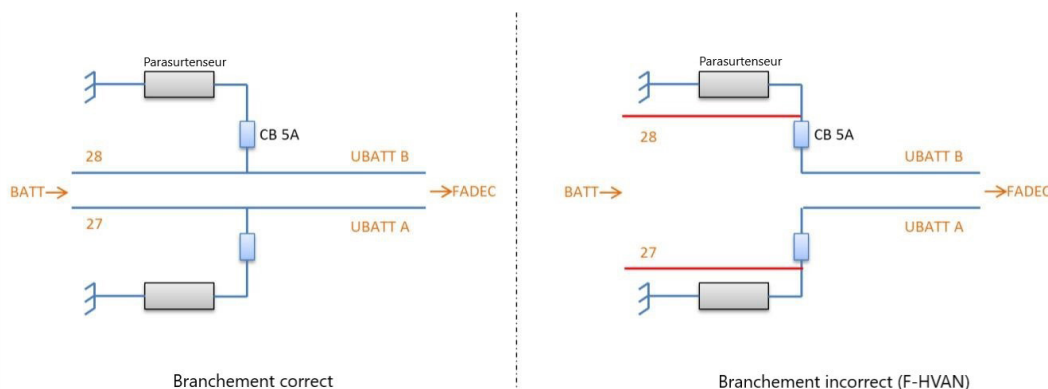 Parasurtenseur
CB 5A
28
UBATT B
BATT
FADEC
27
UBATT A
Branchement correct
Parasurtenseur
CB 5A
28
UBATT B
BATT
FADEC
UBATT A
27
Branchement incorrect (F-HVAN)